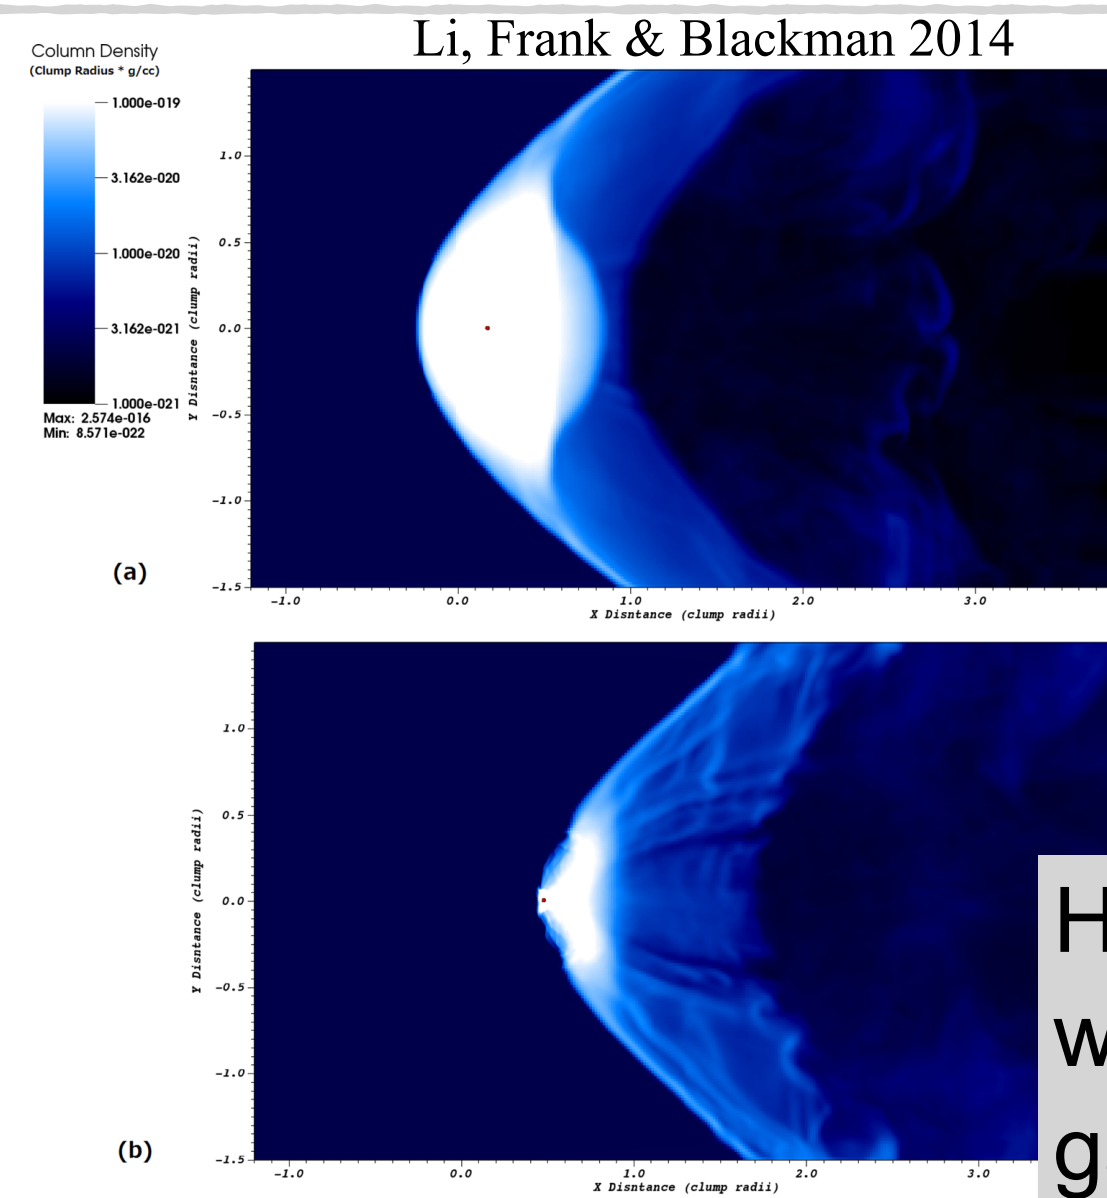 Li, Frank & Blackman 2014
Column Density
(Clump Radius * g/cc)
1.000e-019
3.162e-020
1.000e-020
3.162e-021
1.000e-021
Max: 2.574e-016
Min: 8.571e-022
Y Disntance (clump radii)
1.0
0.5
0.0
-0.5
-1.0
-1.5
(a)
-1.0 0.0 1.0 2.0 3.0
X Disntance (clump radii)
Y Disntance (clump radii)
1.0
0.5
0.0
-0.5
-1.0
-1.5
(b)
-1.0 0.0 1.0 2.0 3.0
X Disntance (clump radii)
H
w
g